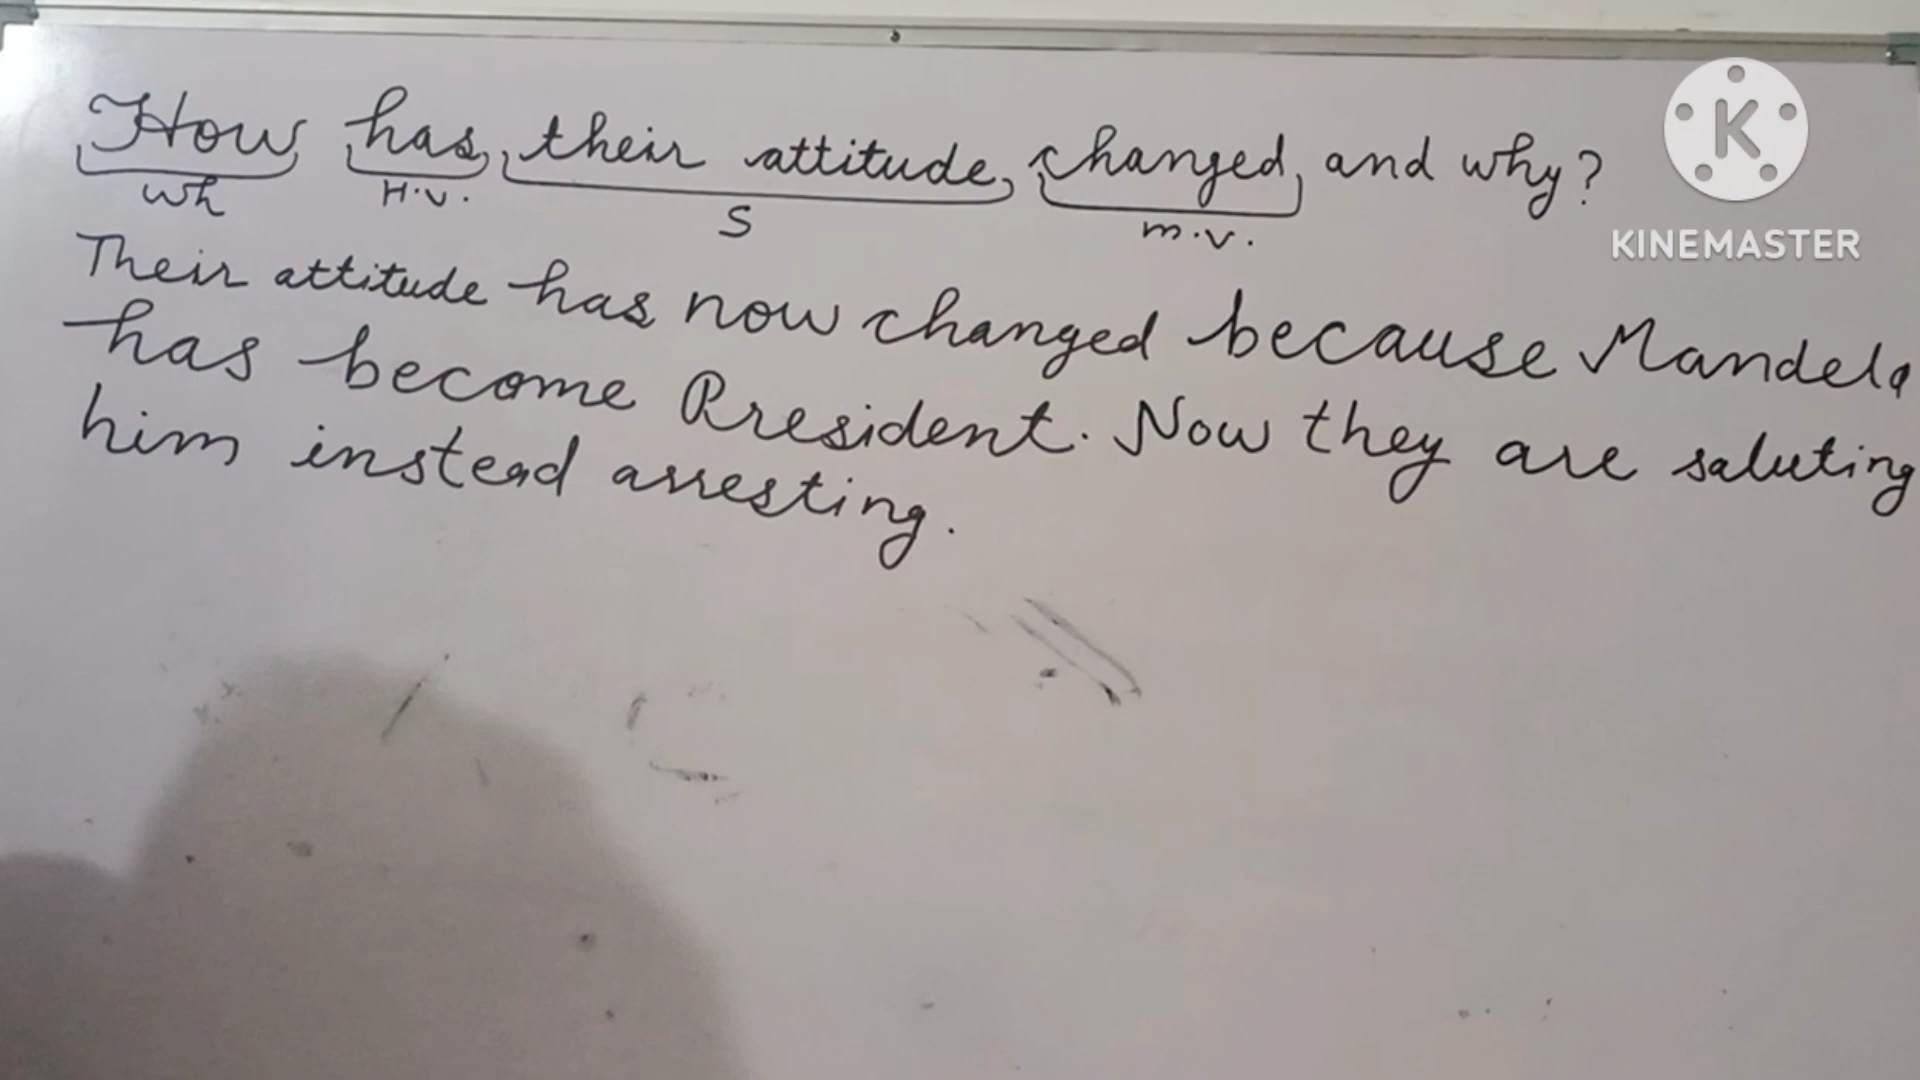 How has their attitude changed and why?
wh H.v. S m.v.
Their attitude has now changed because Mandela
has become President. Now they are saluting
him instead arresting.
K
KINEMASTER